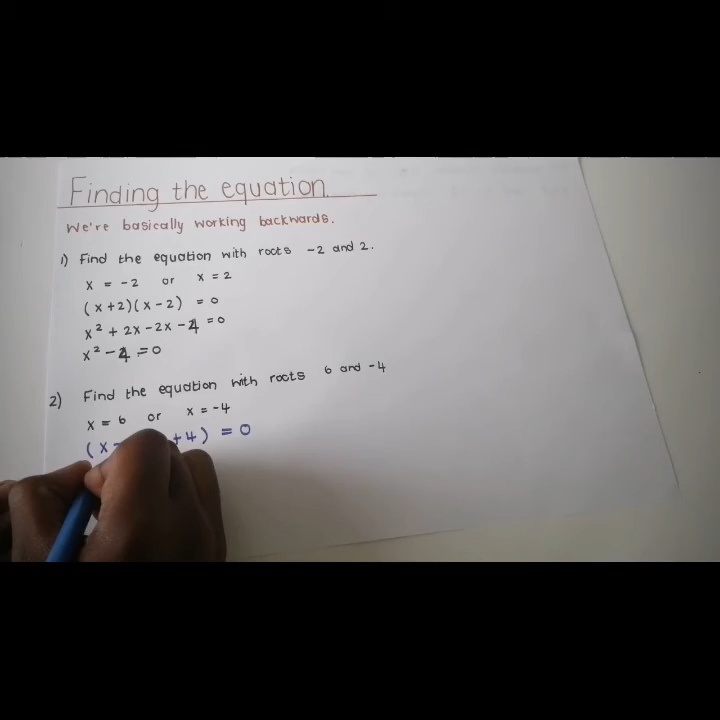 Finding the equation
We're basically working backwards.
1) Find the equation with roots -2 and 2.
x = -2 or x = 2
(x+2)(x-2) = 0
x² + 2x - 2x - 4 = 0
x² - 4 = 0
2) Find the equation with roots 6 and -4
x = 6 or x = -4
(x- +4) = 0